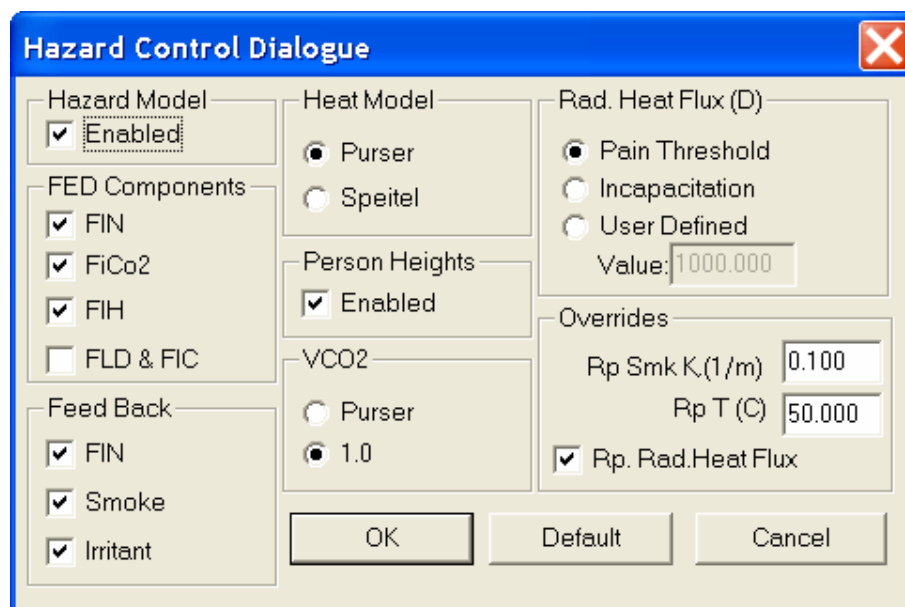 Hazard Control Dialogue
Hazard Model
Enabled
FED Components
FIN
FiCo2
FIH
FLD & FIC
Feed Back
FIN
Smoke
Irritant
Heat Model
Purser
Speitel
Person Heights
Enabled
VCO2
Purser
1.0
Rad. Heat Flux (D)
Pain Threshold
Incapacitation
User Defined
Value: 1000.000
Overrides
Rp Smk K,(1/m) 0.100
Rp T (C) 50.000
Rp. Rad.Heat Flux
OK Default Cancel